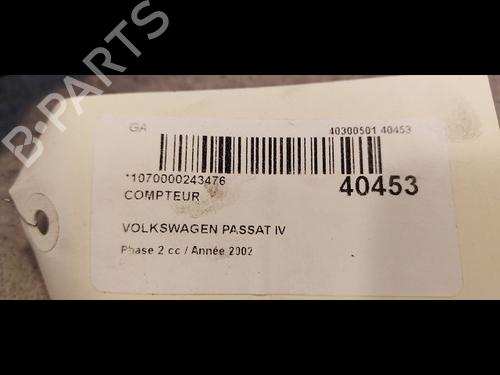 B-PARTS
GA 40300501 40453
*1070000243476
40453
COMPTEUR
VOLKSWAGEN PASSAT IV
Phase 2 cc / Année 2002